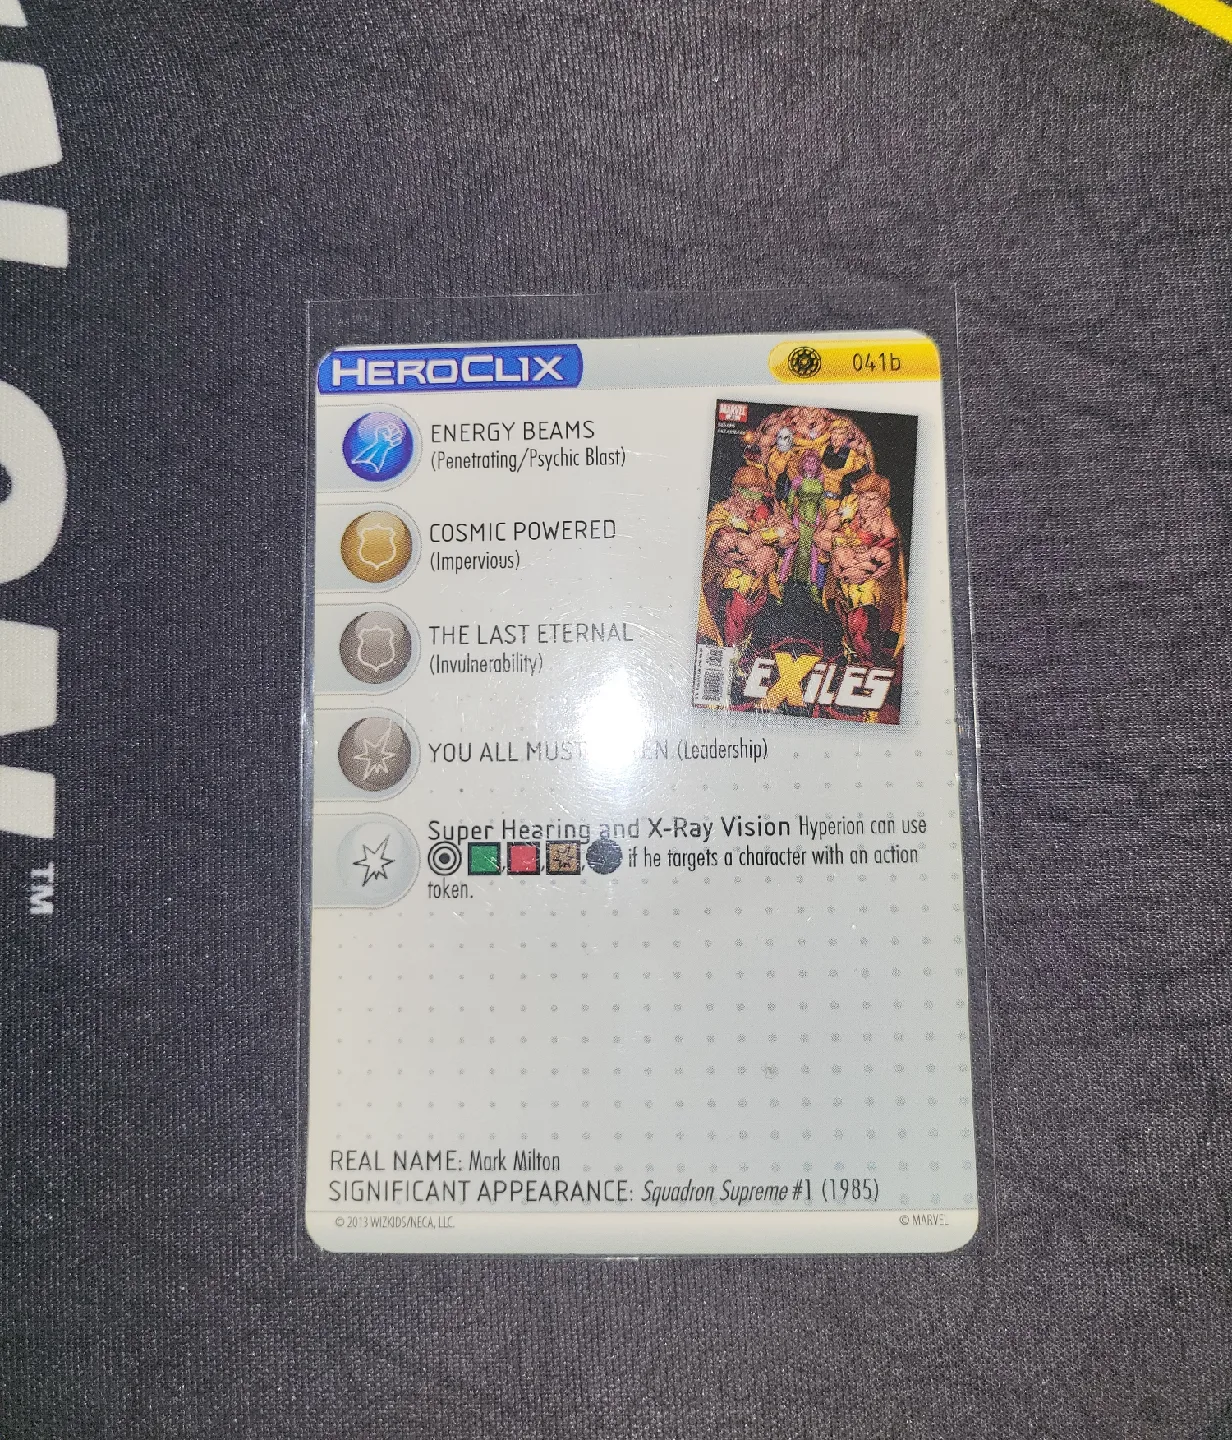 HEROCLIX
041b
ENERGY BEAMS
(Penetrating/Psychic Blast)
COSMIC POWERED
(Impervious)
THE LAST ETERNAL
(Invulnerability)
MARVEL
EXILES
YOU ALL MUST (Leadership)
Super Hearing and X-Ray Vision Hyperion can use
if he targets a character with an action
token.
REAL NAME: Mark Milton
SIGNIFICANT APPEARANCE: Squadron Supreme #1 (1985)
© 2013 WIZKIDS/NECA, LLC.
© MARVEL
TM